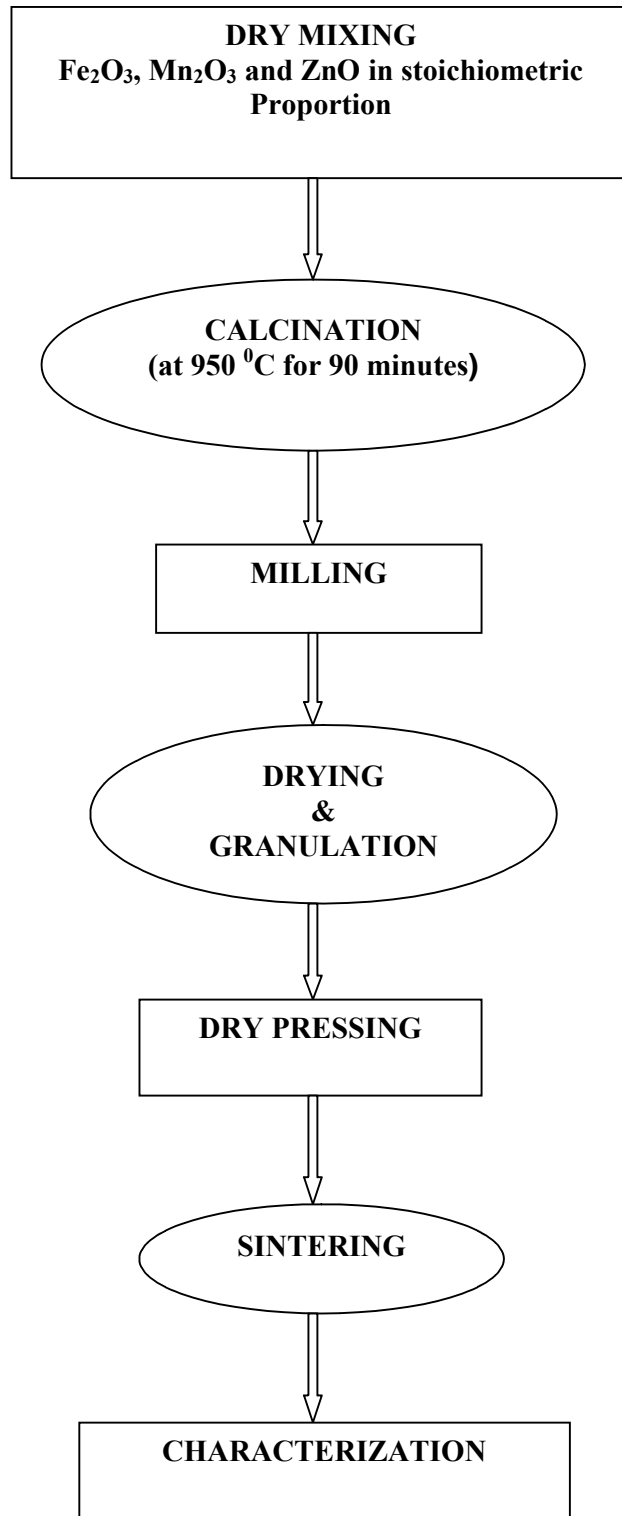 DRY MIXING
Fe₂O₃, Mn₂O₃ and ZnO in stoichiometric
Proportion
CALCINATION
(at 950 ⁰C for 90 minutes)
MILLING
DRYING
&
GRANULATION
DRY PRESSING
SINTERING
CHARACTERIZATION